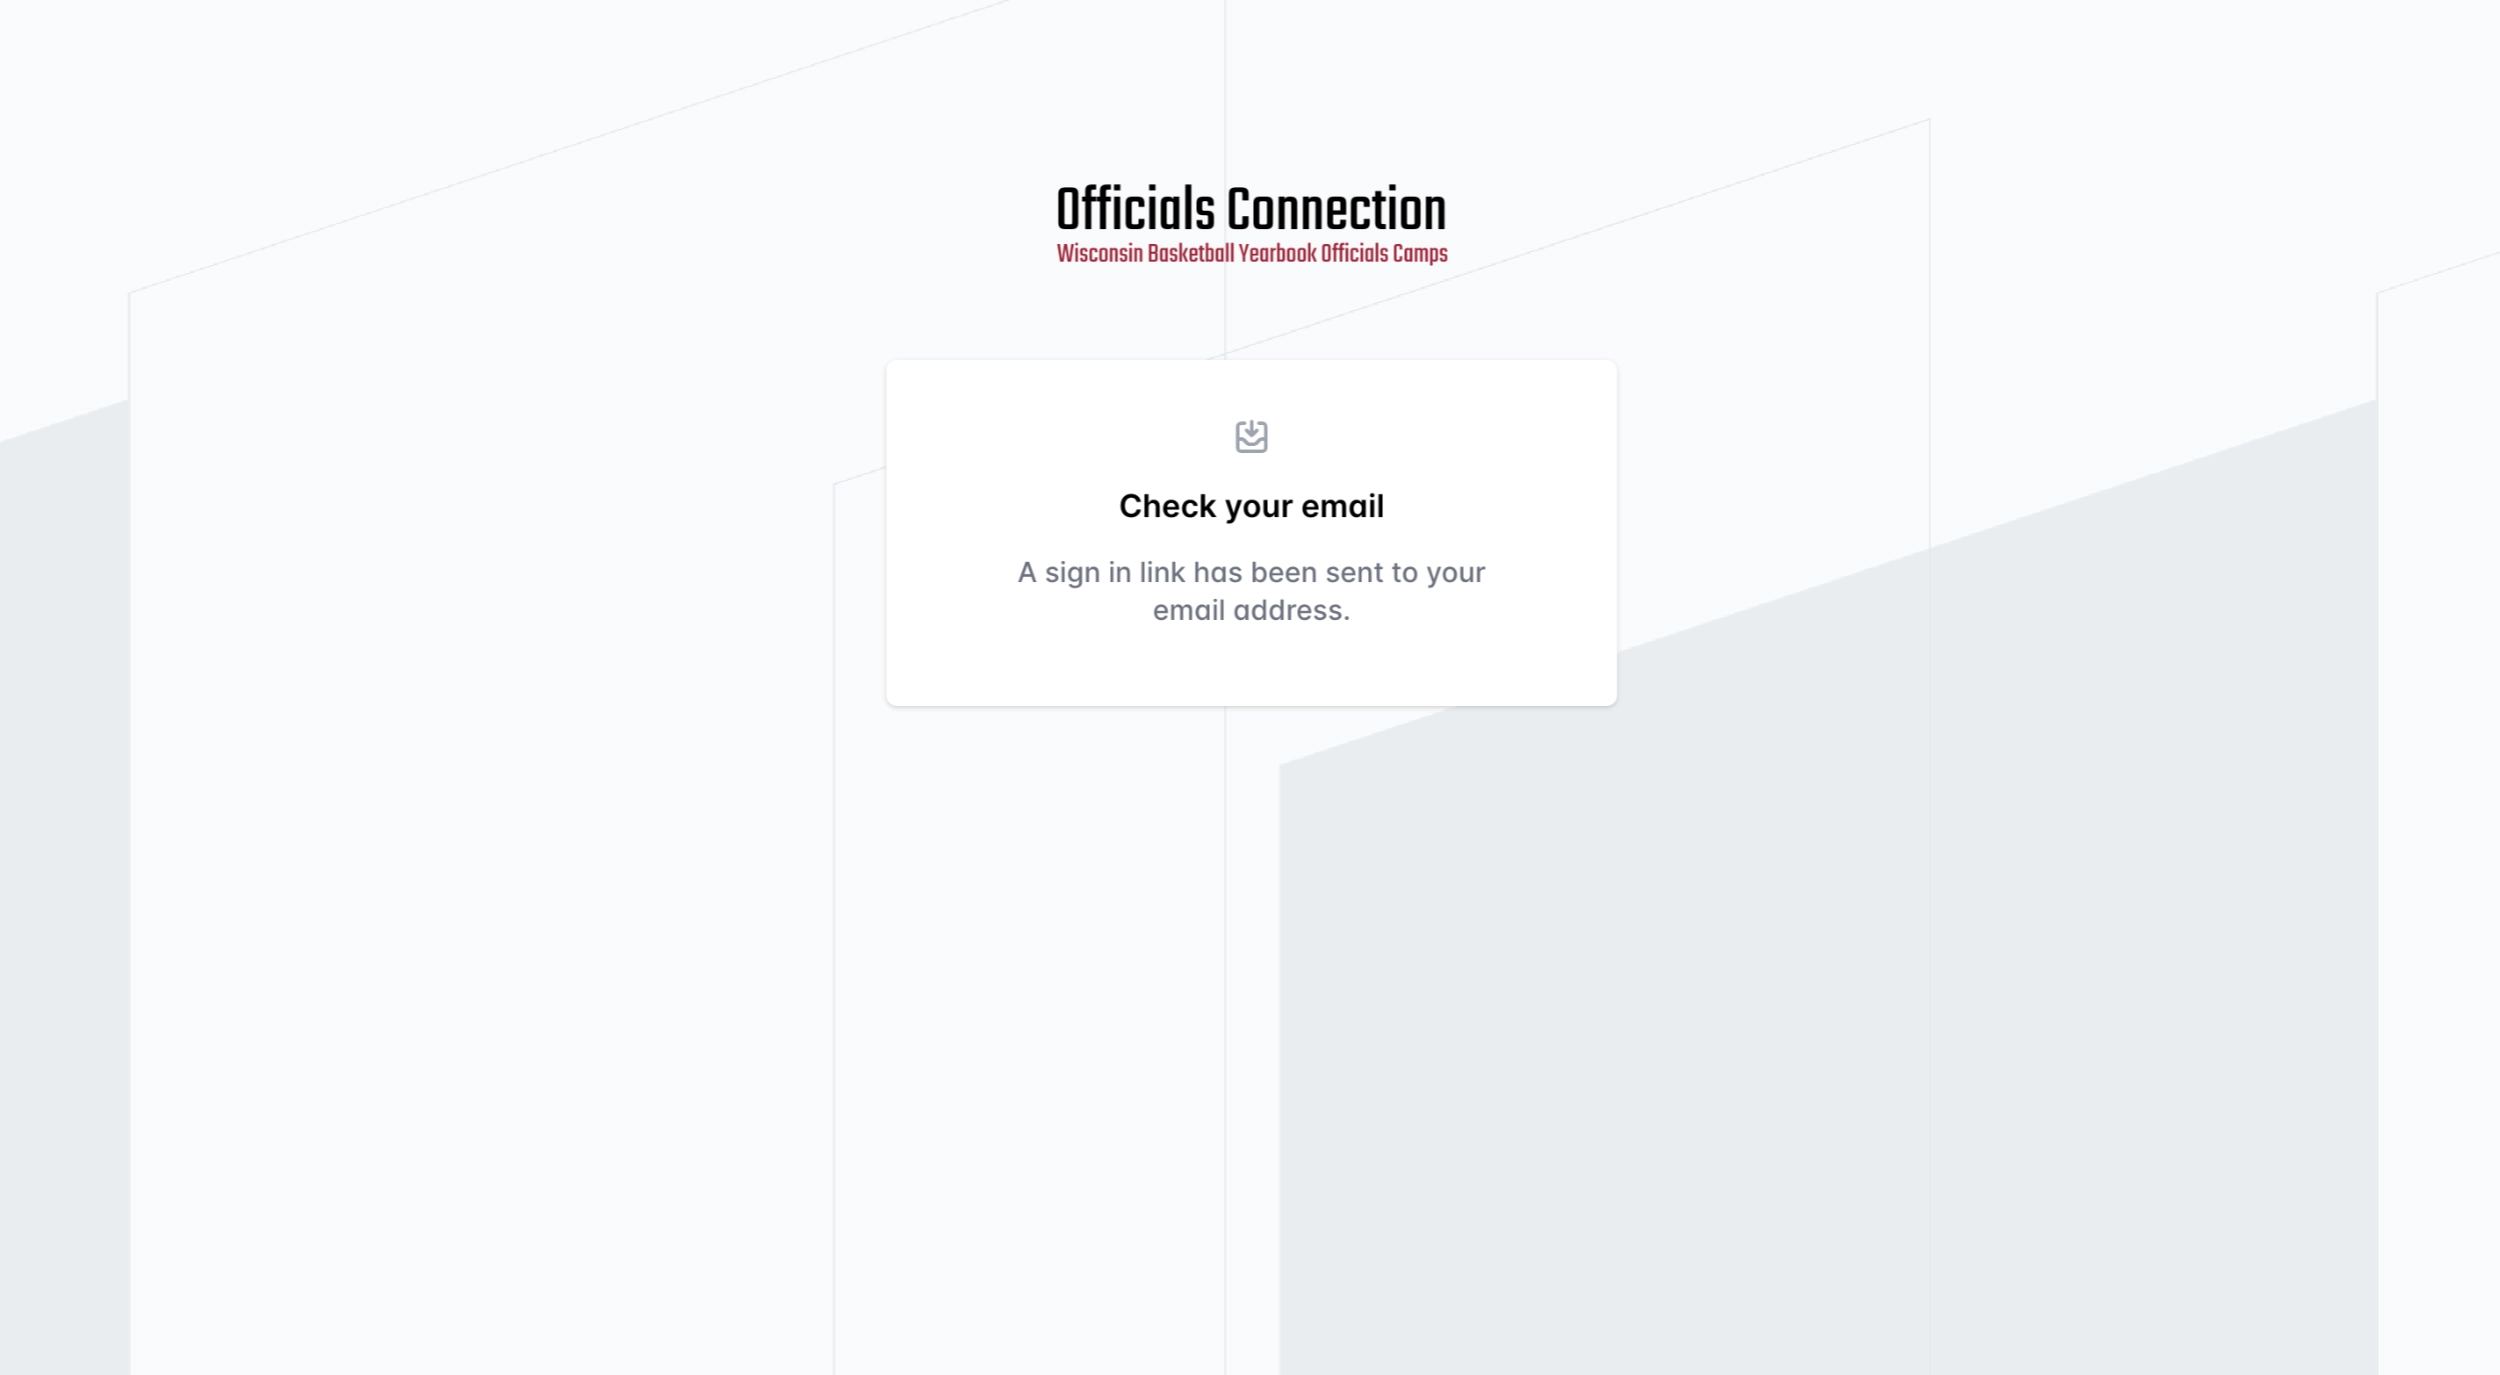 Officials Connection
Wisconsin Basketball Yearbook Officials Camps
Check your email
A sign in link has been sent to your
email address.